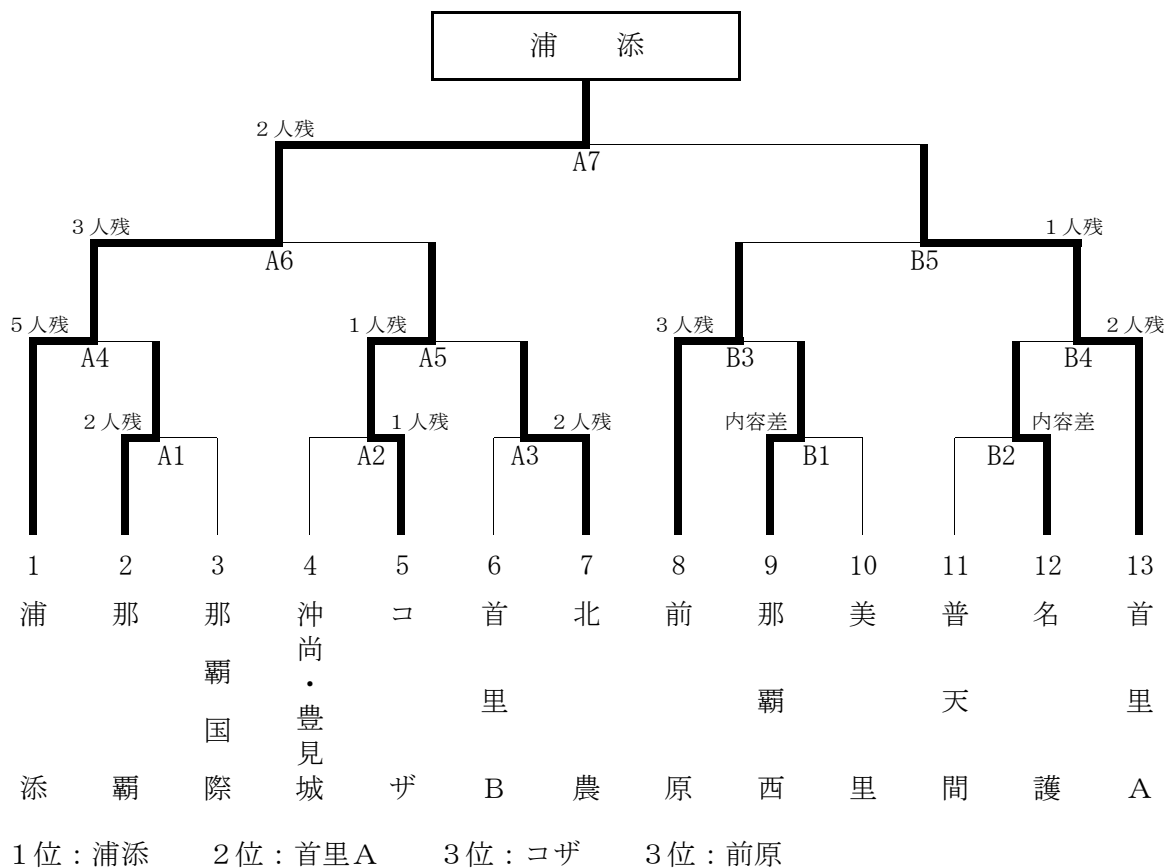 浦　　添
２人残
A7
３人残
１人残
A6
B5
５人残
１人残
３人残
２人残
A4
A5
B3
B4
２人残
１人残
２人残
内容差
内容差
A1
A2
A3
B1
B2
1 2 3 4 5 6 7 8 9 10 11 12 13
浦添
那覇
那覇国際
沖尚・豊見城
コザ
首里B
北農
前原
那覇西
美里
普天間
名護
首里A
１位：浦添　　２位：首里A　　３位：コザ　　３位：前原